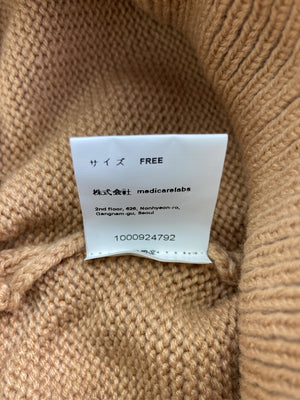 サイズ FREE
株式会社 medicarelabs
2nd floor, 626, Nonhyeon-ro,
Gangnam-gu, Seoul
1000924792